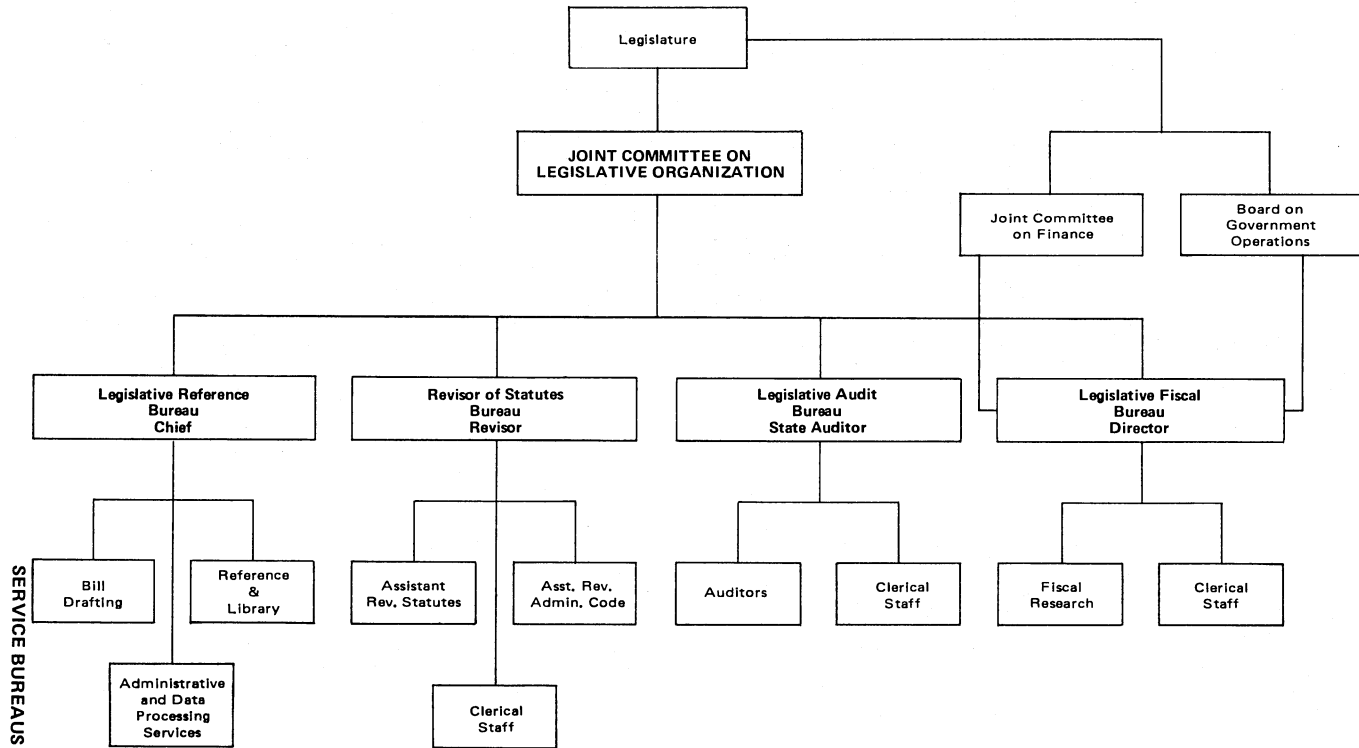 Legislature
JOINT COMMITTEE ON
LEGISLATIVE ORGANIZATION
Joint Committee
on Finance
Board on
Government
Operations
Legislative Reference
Bureau
Chief
Revisor of Statutes
Bureau
Revisor
Legislative Audit
Bureau
State Auditor
Legislative Fiscal
Bureau
Director
Bill
Drafting
Reference
&
Library
Assistant
Rev. Statutes
Asst. Rev.
Admin. Code
Auditors
Clerical
Staff
Fiscal
Research
Clerical
Staff
Administrative
and Data
Processing
Services
Clerical
Staff
SERVICE BUREAUS